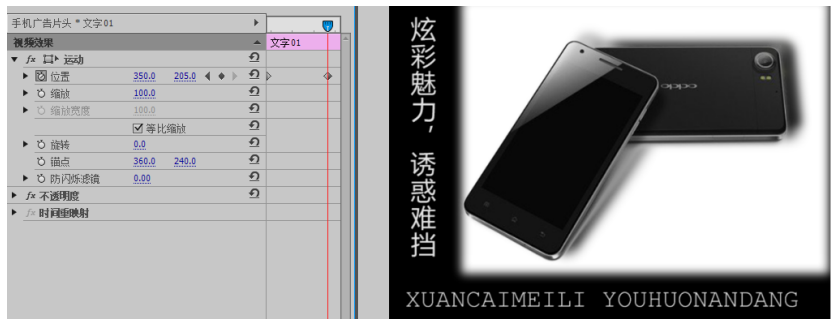 手机广告片头 * 文字01
视频效果
文字01
fx 运动
位置 350.0 205.0
缩放 100.0
缩放宽度 100.0
等比缩放
旋转 0.0
锚点 360.0 240.0
防闪烁滤镜 0.00
fx 不透明度
fx 时间重映射
炫彩魅力，诱惑难挡
oppo
XUANCAIMEILI YOUHUONANDANG